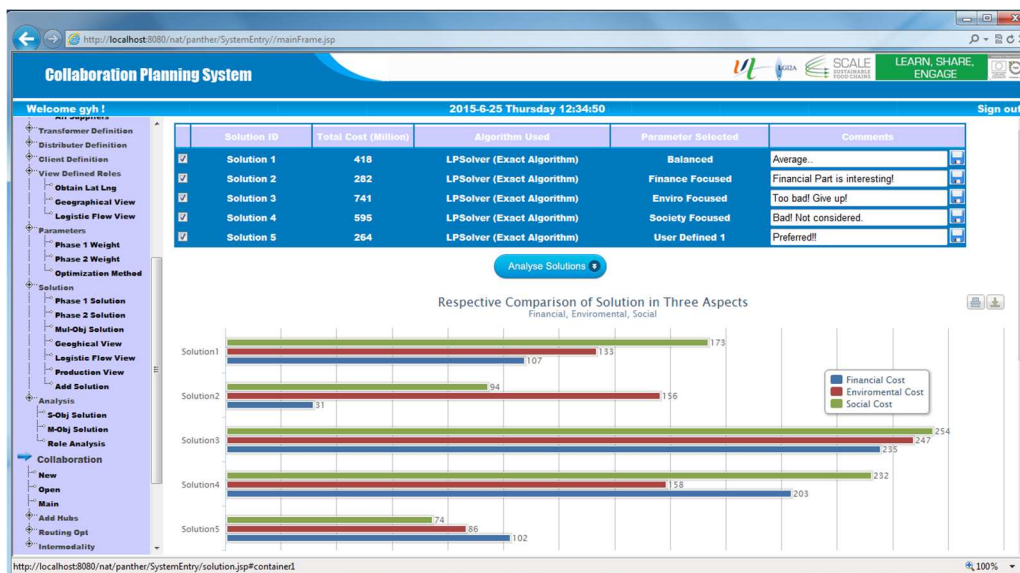 http://localhost:8080/nat/panther/SystemEntry//mainFrame.jsp
Collaboration Planning System
LGI2A
SCALE
SUSTAINABLE
FOOD CHAINS
LEARN, SHARE,
ENGAGE
Welcome gyh !
2015-6-25 Thursday 12:34:50
Sign out
All Suppliers
Transformer Definition
Distributer Definition
Client Definition
View Defined Roles
Obtain Lat Lng
Geographical View
Logistic Flow View
Parameters
Phase 1 Weight
Phase 2 Weight
Optimization Method
Solution
Phase 1 Solution
Phase 2 Solution
Mul-Obj Solution
Geoghical View
Logistic Flow View
Production View
Add Solution
Analysis
S-Obj Solution
M-Obj Solution
Role Analysis
Collaboration
New
Open
Main
Add Hubs
Routing Opt
Intermodality
Solution ID Total Cost (Million) Algorithm Used Parameter Selected Comments
Solution 1 418 LPSolver (Exact Algorithm) Balanced Average..
Solution 2 282 LPSolver (Exact Algorithm) Finance Focused Financial Part is interesting!
Solution 3 741 LPSolver (Exact Algorithm) Enviro Focused Too bad! Give up!
Solution 4 595 LPSolver (Exact Algorithm) Society Focused Bad! Not considered.
Solution 5 264 LPSolver (Exact Algorithm) User Defined 1 Preferred!!
Analyse Solutions
Respective Comparison of Solution in Three Aspects
Financial, Enviromental, Social
173
Solution1 133
107
94
Solution2 156
31
Financial Cost
Enviromental Cost
Social Cost
254
Solution3 247
235
232
Solution4 158
203
74
Solution5 86
102
http://localhost:8080/nat/panther/SystemEntry/solution.jsp#container1
100%